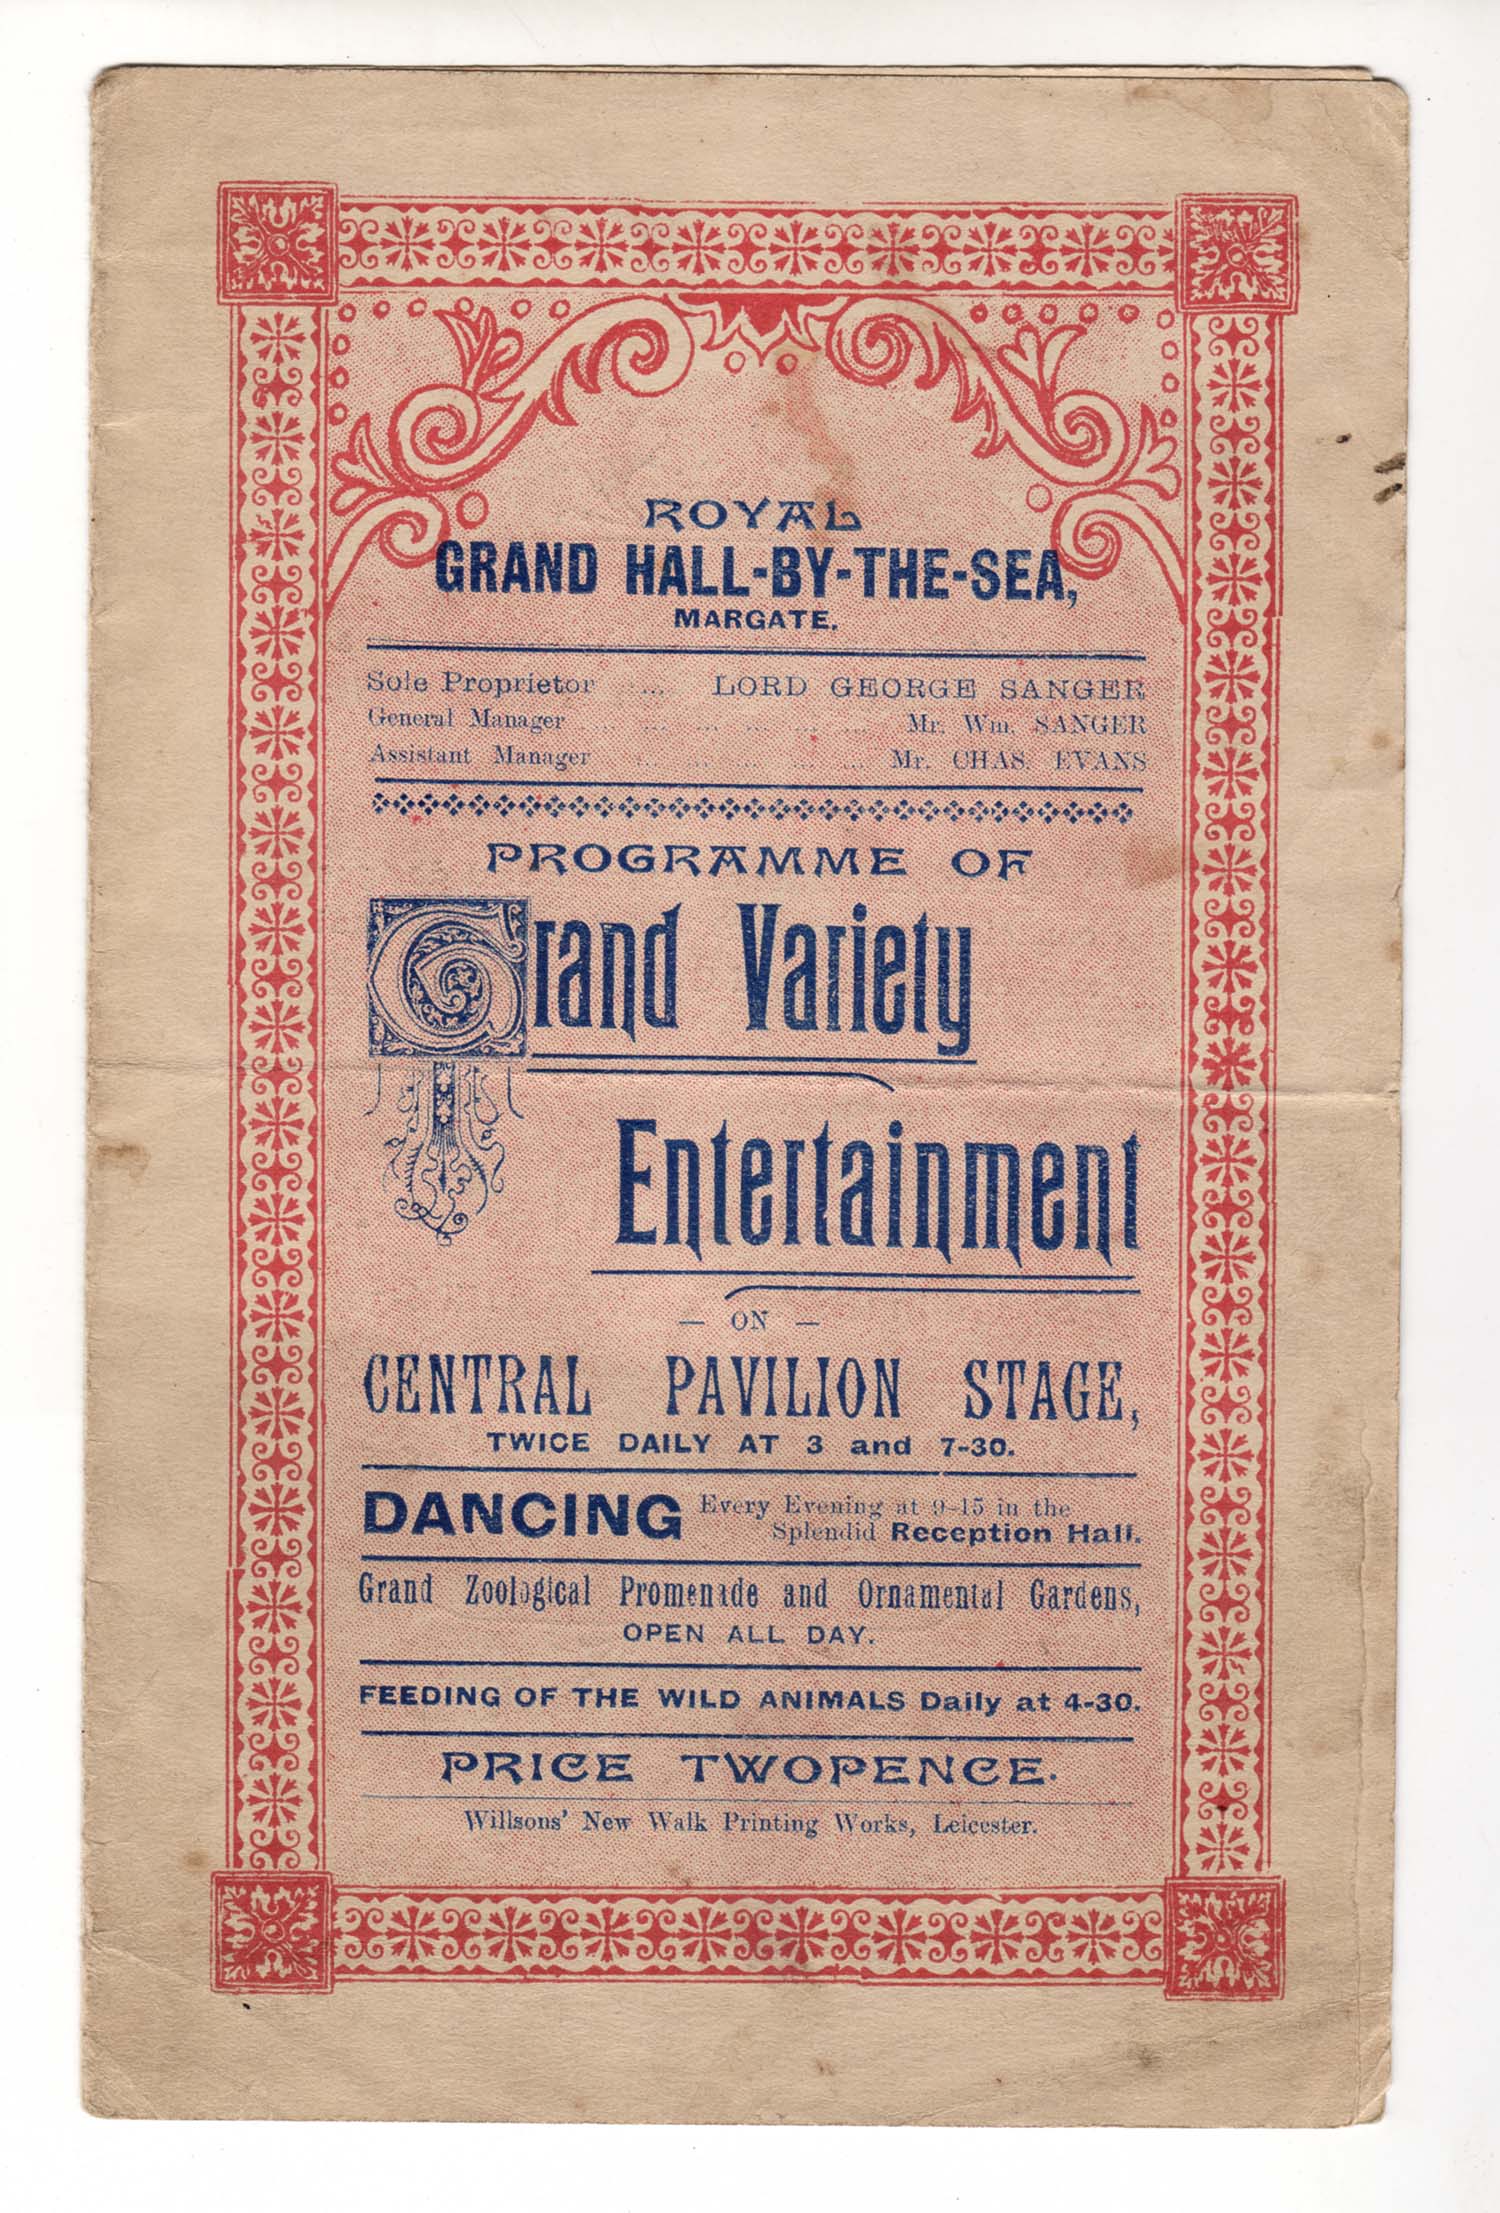 ROYAL
GRAND HALL-BY-THE-SEA,
MARGATE.
Sole Proprietor ... ... LORD GEORGE SANGER
General Manager ... ... ... ... ... ... Mr. Wm. SANGER
Assistant Manager ... ... ... ... ... Mr. CHAS. EVANS
PROGRAMME OF
Grand Variety
Entertainment
— ON —
CENTRAL PAVILION STAGE,
TWICE DAILY AT 3 and 7-30.
DANCING Every Evening at 9-15 in the
Splendid Reception Hall.
Grand Zoological Promenade and Ornamental Gardens,
OPEN ALL DAY.
FEEDING OF THE WILD ANIMALS Daily at 4-30.
PRICE TWOPENCE.
Willsons' New Walk Printing Works, Leicester.